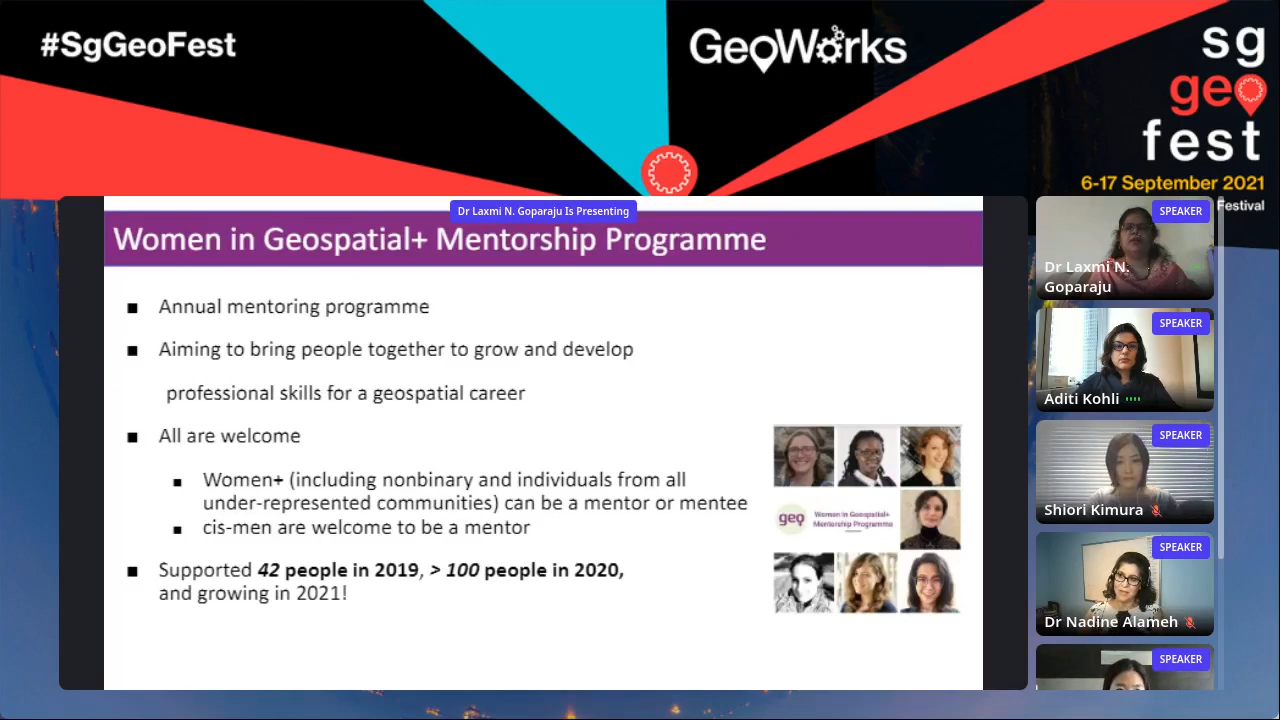 #SgGeoFest
GeoWorks
sg
geo
fest
6-17 September 2021
Festival
Dr Laxmi N. Goparaju Is Presenting
Women in Geospatial+ Mentorship Programme
■ Annual mentoring programme
■ Aiming to bring people together to grow and develop
professional skills for a geospatial career
■ All are welcome
■ Women+ (including nonbinary and individuals from all
under-represented communities) can be a mentor or mentee
■ cis-men are welcome to be a mentor
■ Supported 42 people in 2019, > 100 people in 2020,
and growing in 2021!
geo
Women in Geospatial+
Mentorship Programme
SPEAKER
Dr Laxmi N.
Goparaju
SPEAKER
Aditi Kohli
SPEAKER
Shiori Kimura
SPEAKER
Dr Nadine Alameh
SPEAKER